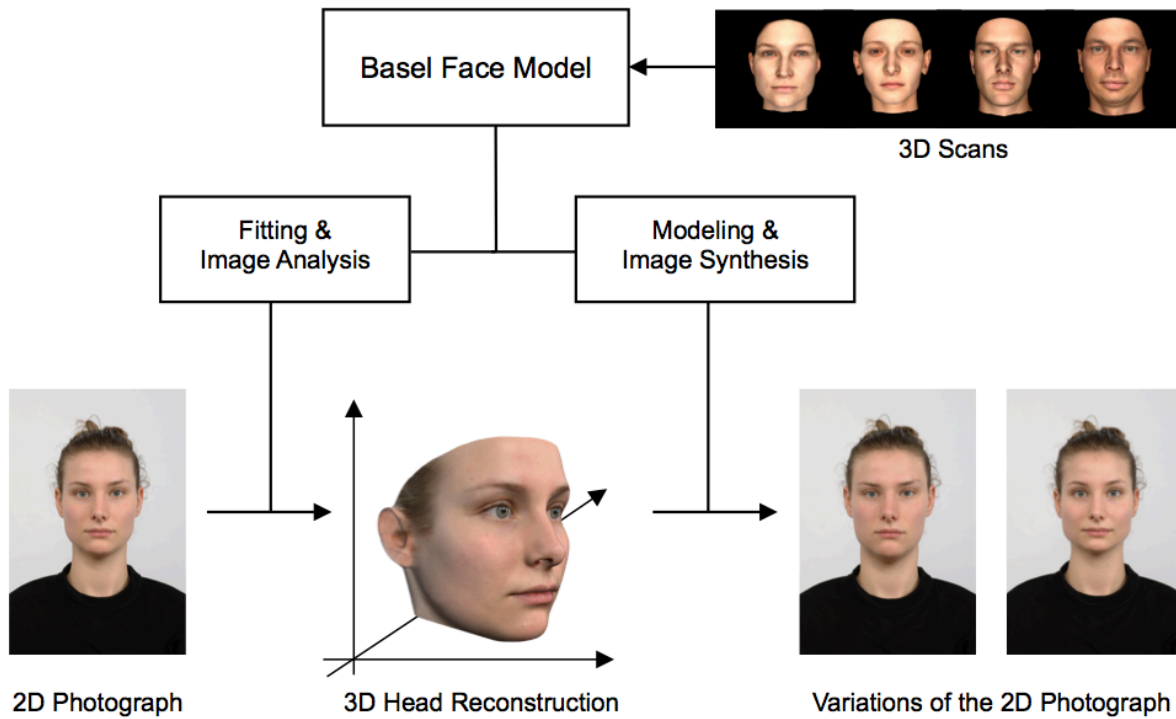 Basel Face Model
3D Scans
Fitting &
Image Analysis
Modeling &
Image Synthesis
2D Photograph
3D Head Reconstruction
Variations of the 2D Photograph